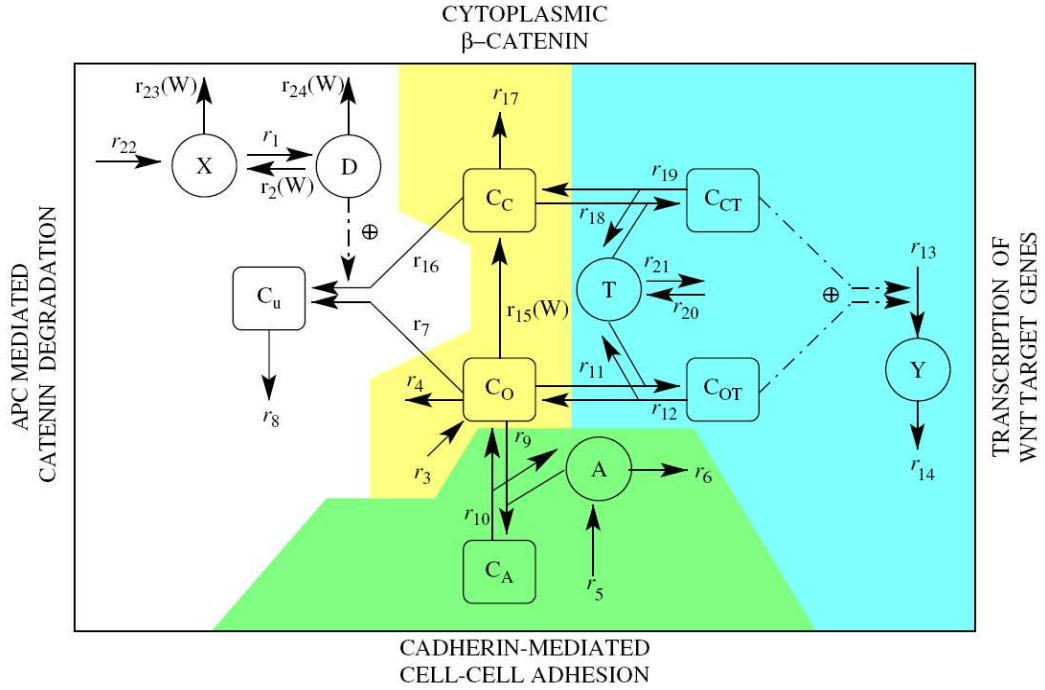 CYTOPLASMIC
β–CATENIN
r23(W)
r24(W)
r17
r22
X
r1
r2(W)
D
CC
r19
r18
CCT
⊕
r16
r21
r20
T
⊕
r13
Cu
r15(W)
r7
r4
CO
r11
r12
COT
Y
r8
r3
r9
r10
A
r6
r14
CA
r5
APC MEDIATED
CATENIN DEGRADATION
TRANSCRIPTION OF
WNT TARGET GENES
CADHERIN-MEDIATED
CELL-CELL ADHESION